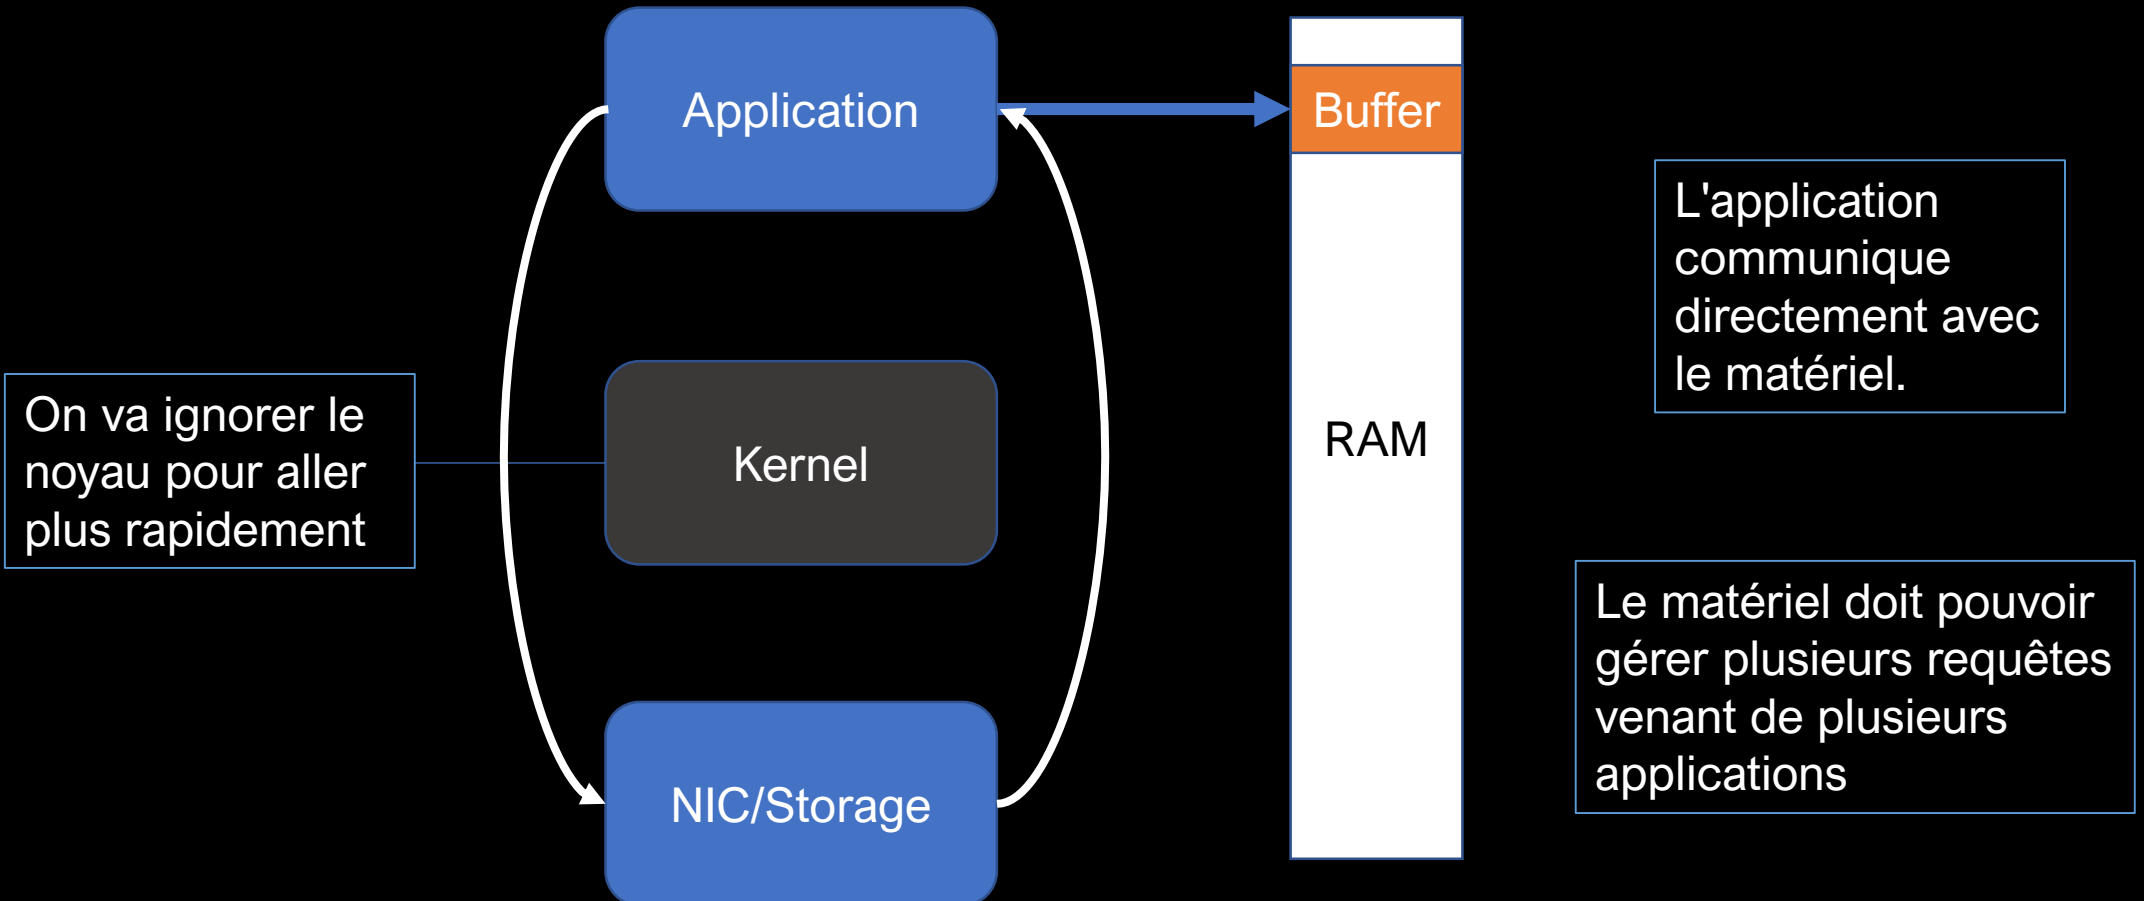 Application
Buffer
L'application
communique
directement avec
le matériel.
On va ignorer le
noyau pour aller
plus rapidement
Kernel
RAM
Le matériel doit pouvoir
gérer plusieurs requêtes
venant de plusieurs
applications
NIC/Storage